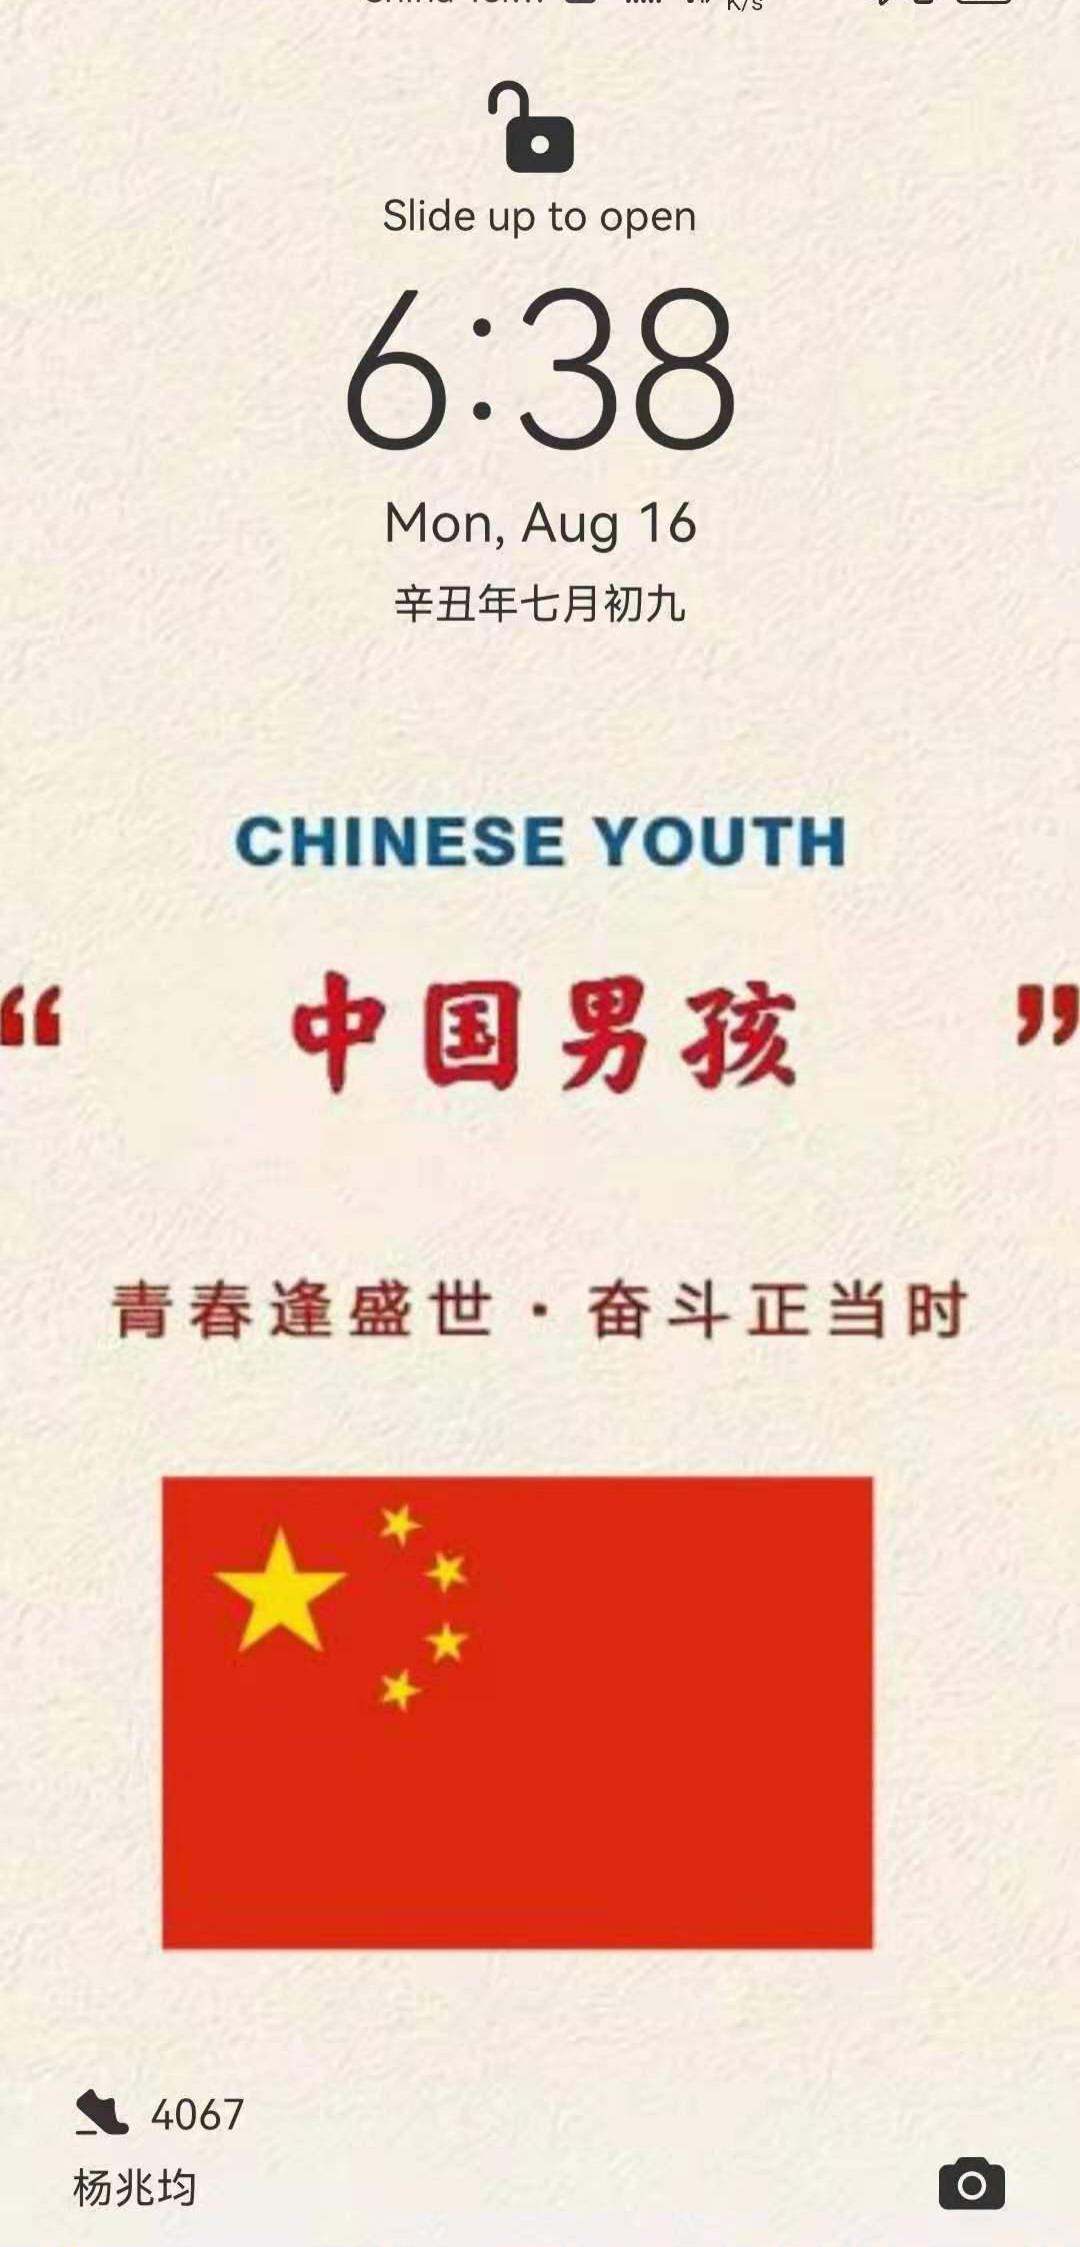 K/s
Slide up to open
6:38
Mon, Aug 16
辛丑年七月初九
CHINESE YOUTH
“ 中国男孩 ”
青春逢盛世·奋斗正当时
4067
杨兆均